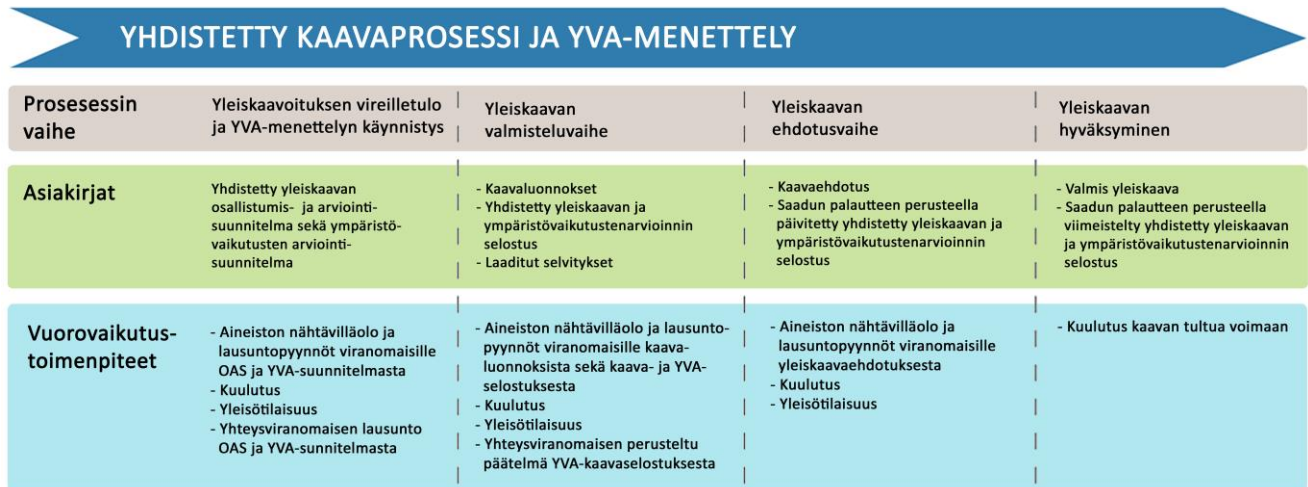 YHDISTETTY KAAVAPROSESSI JA YVA-MENETTELY
Prosesessin
vaihe
Yleiskaavoituksen vireilletulo
ja YVA-menettelyn käynnistys
Yleiskaavan
valmisteluvaihe
Yleiskaavan
ehdotusvaihe
Yleiskaavan
hyväksyminen
Asiakirjat
Yhdistetty yleiskaavan
osallistumis- ja arviointi-
suunnitelma sekä ympäristö-
vaikutusten arviointi-
suunnitelma
- Kaavaluonnokset
- Yhdistetty yleiskaavan ja
ympäristövaikutustenarvioinnin
selostus
- Laaditut selvitykset
- Kaavaehdotus
- Saadun palautteen perusteella
päivitetty yhdistetty yleiskaavan ja
ympäristövaikutustenarvioinnin
selostus
- Valmis yleiskaava
- Saadun palautteen perusteella
viimeistelty yhdistetty yleiskaavan
ja ympäristövaikutustenarvioinnin
selostus
Vuorovaikutus-
toimenpiteet
- Aineiston nähtävilläolo ja
lausuntopyynnöt viranomaisille
OAS ja YVA-suunnitelmasta
- Kuulutus
- Yleisötilaisuus
- Yhteysviranomaisen lausunto
OAS ja YVA-sunnitelmasta
- Aineiston nähtävilläolo ja lausunto-
pyynnöt viranomaisille kaava-
luonnoksista sekä kaava- ja YVA-
selostuksesta
- Kuulutus
- Yleisötilaisuus
- Yhteysviranomaisen perusteltu
päätelmä YVA-kaavaselostuksesta
- Aineiston nähtävilläolo ja
lausuntopyynnöt viranomaisille
yleiskaavaehdotuksesta
- Kuulutus
- Yleisötilaisuus
- Kuulutus kaavan tultua voimaan